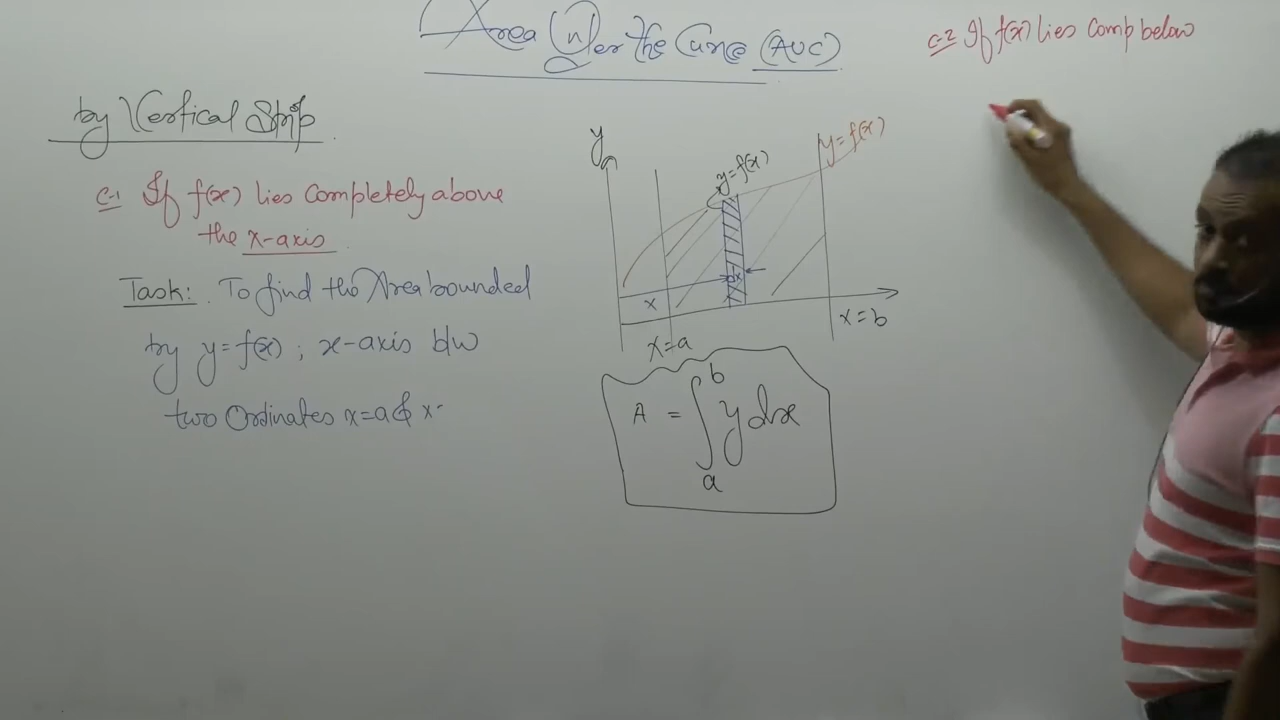 Area Under the Curve (AUC)
by Vertical Strip
C-1 If f(x) lies Completely above
the x-axis
Task: To find the Area bounded
by y=f(x) ; x-axis b/w
two Ordinates x=a & x=
y
y=f(x)
y=f(x)
x
dx
x=a
x=b
A = ∫_a^b y dx
C-2 If f(x) lies Comp below